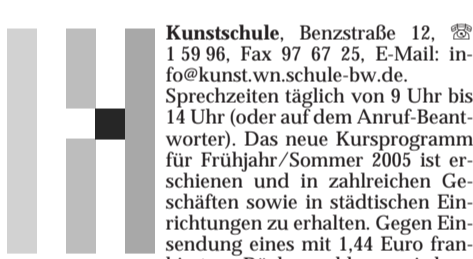 Kunstschule, Benzstraße 12, ☏
1 59 96, Fax 97 67 25, E-Mail: in-
fo@kunst.wn.schule-bw.de.
Sprechzeiten täglich von 9 Uhr bis
14 Uhr (oder auf dem Anruf-Beant-
worter). Das neue Kursprogramm
für Frühjahr/Sommer 2005 ist er-
schienen und in zahlreichen Ge-
schäften sowie in städtischen Ein-
richtungen zu erhalten. Gegen Ein-
sendung eines mit 1,44 Euro fran-